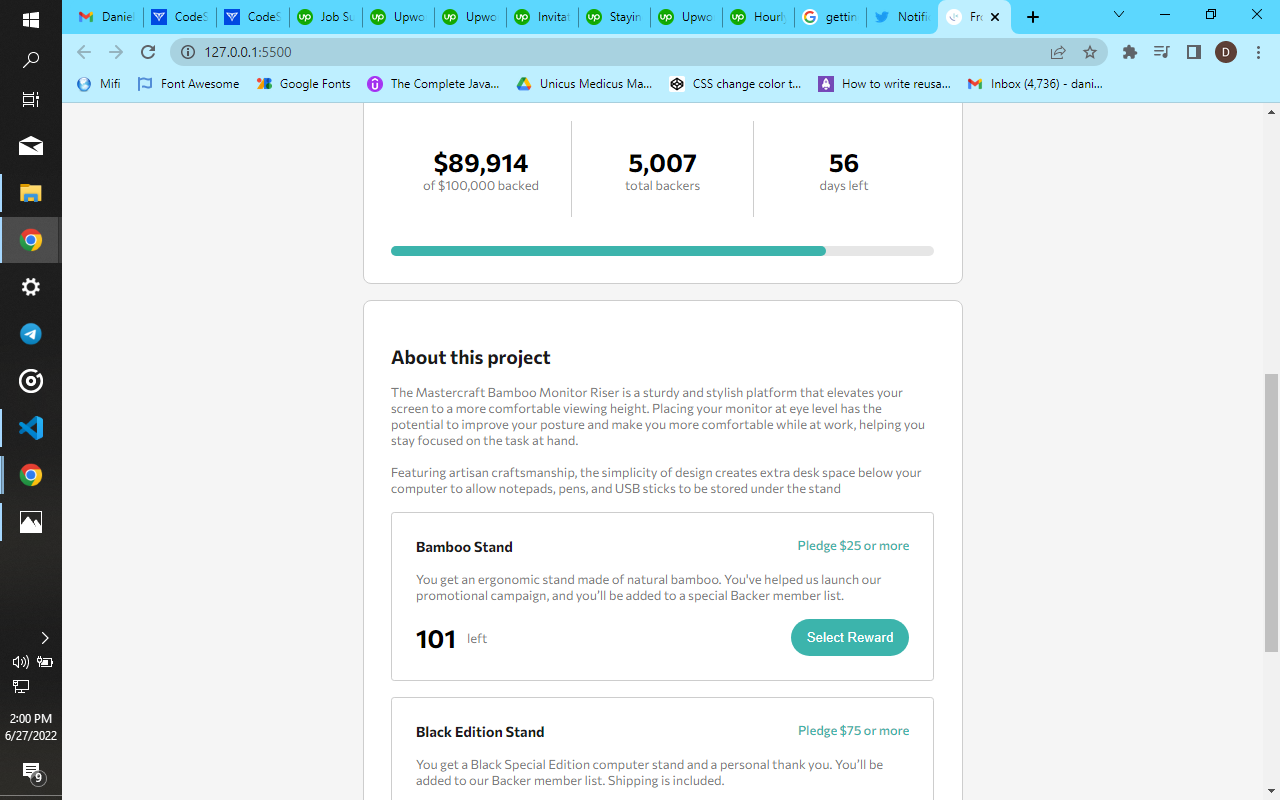 Daniel
CodeS
CodeS
Job Su
Upwo
Upwo
Invitat
Stayin
Upwo
Hourly
gettin
Notific
Fro
127.0.0.1:5500
D
Mifi
Font Awesome
Google Fonts
The Complete Java...
Unicus Medicus Ma...
CSS change color t...
How to write reusa...
Inbox (4,736) - dani...
$89,914
of $100,000 backed
5,007
total backers
56
days left
About this project
The Mastercraft Bamboo Monitor Riser is a sturdy and stylish platform that elevates your
screen to a more comfortable viewing height. Placing your monitor at eye level has the
potential to improve your posture and make you more comfortable while at work, helping you
stay focused on the task at hand.
Featuring artisan craftsmanship, the simplicity of design creates extra desk space below your
computer to allow notepads, pens, and USB sticks to be stored under the stand
Bamboo Stand
Pledge $25 or more
You get an ergonomic stand made of natural bamboo. You've helped us launch our
promotional campaign, and you’ll be added to a special Backer member list.
101 left
Select Reward
Black Edition Stand
Pledge $75 or more
You get a Black Special Edition computer stand and a personal thank you. You’ll be
added to our Backer member list. Shipping is included.
2:00 PM
6/27/2022
9